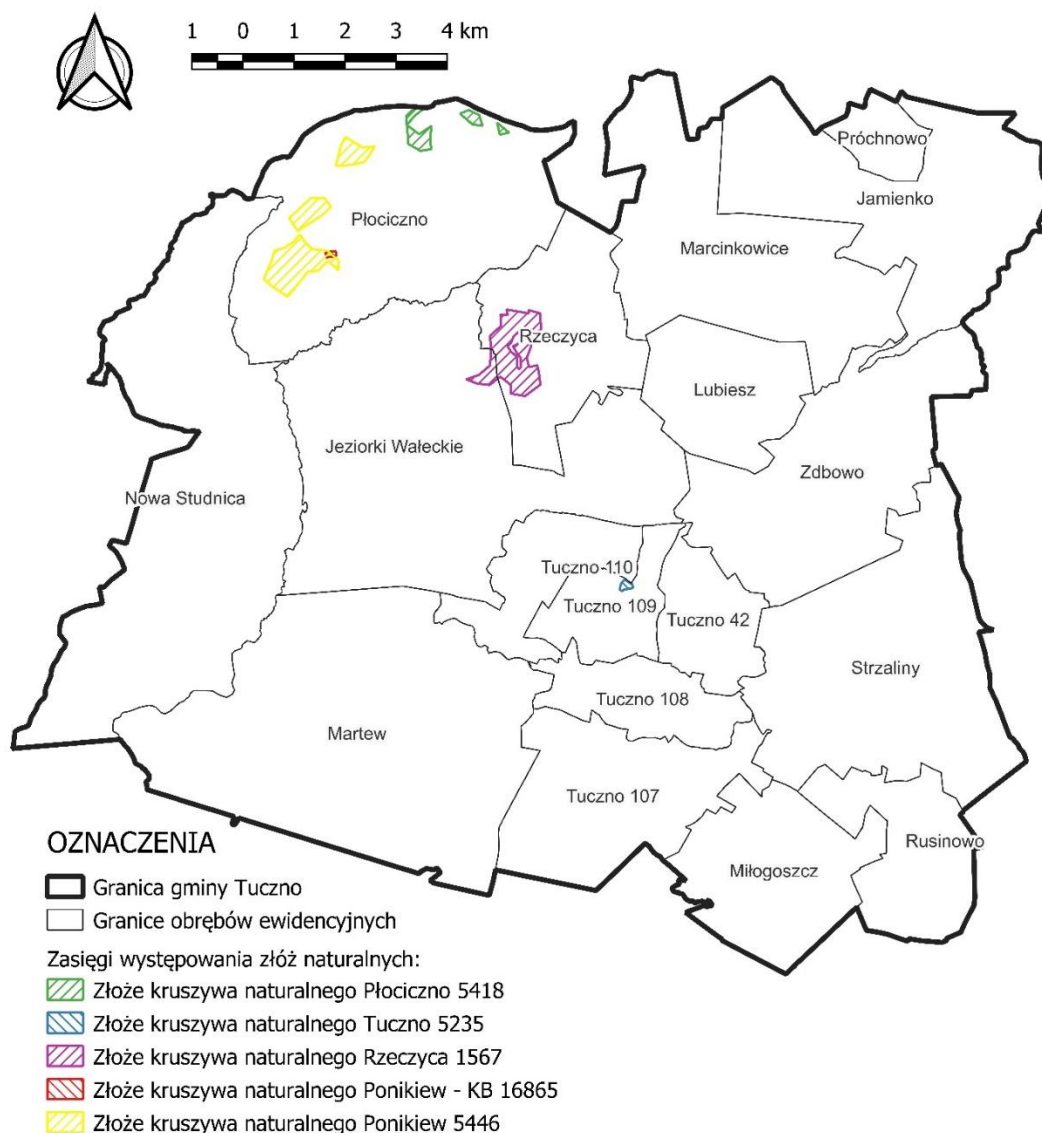 1 0 1 2 3 4 km
Próchnowo
Jamienko
Płociczno
Marcinkowice
Rzeczyca
Lubiesz
Jeziorki Wałeckie
Zdbowo
Nowa Studnica
Tuczno 110
Tuczno 109
Tuczno 42
Strzaliny
Tuczno 108
Martew
Tuczno 107
Rusinowo
Miłogoszcz
OZNACZENIA
Granica gminy Tuczno
Granice obrębów ewidencyjnych
Zasięgi występowania złóż naturalnych:
Złoże kruszywa naturalnego Płociczno 5418
Złoże kruszywa naturalnego Tuczno 5235
Złoże kruszywa naturalnego Rzeczyca 1567
Złoże kruszywa naturalnego Ponikiew - KB 16865
Złoże kruszywa naturalnego Ponikiew 5446